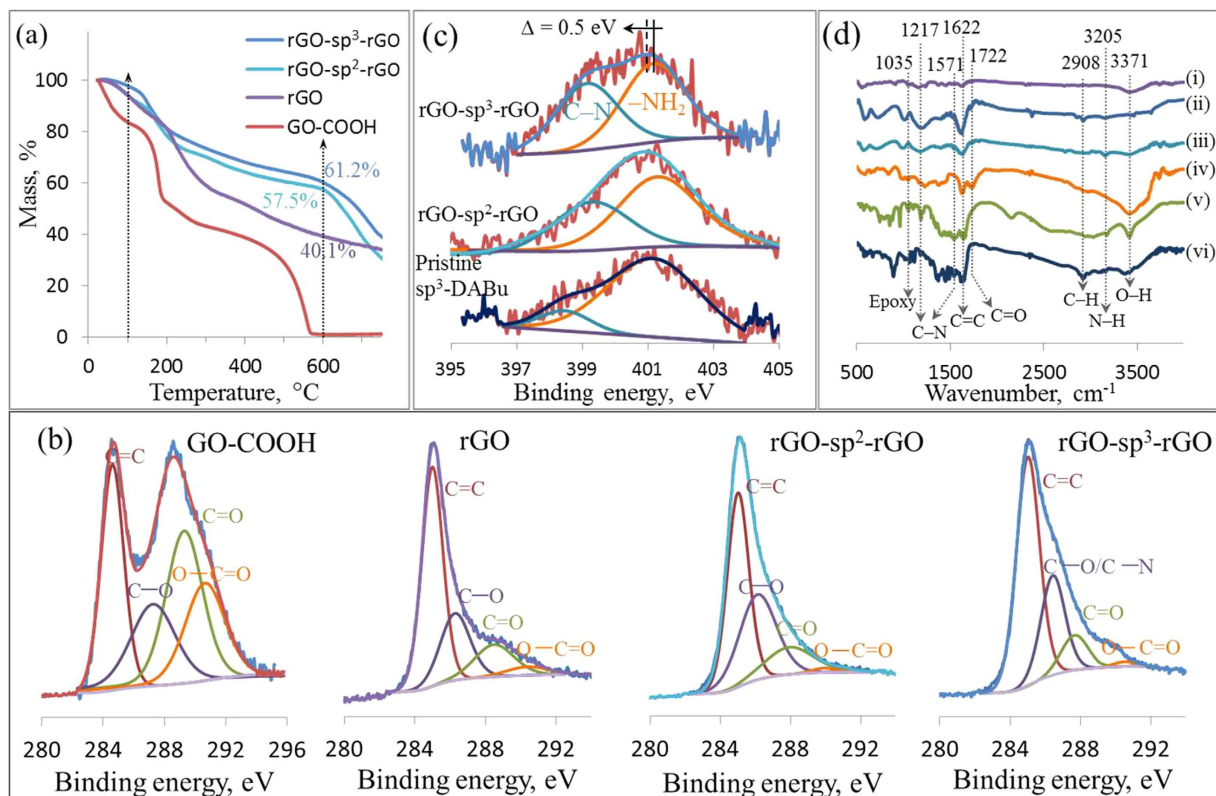 (a)
rGO-sp³-rGO
rGO-sp²-rGO
rGO
GO-COOH
100
80
60
40
20
0
Mass, %
61.2%
57.5%
40.1%
0
200
400
600
Temperature, °C
(c)
Δ = 0.5 eV
rGO-sp³-rGO
C–N
–NH₂
rGO-sp²-rGO
Pristine
sp³-DABu
395
397
399
401
403
405
Binding energy, eV
(d)
1217
1622
1722
3205
1035
1571
2908
3371
(i)
(ii)
(iii)
(iv)
(v)
(vi)
Epoxy
C–N
C=C
C=O
C–H
N–H
O–H
500
1500
2500
3500
Wavenumber, cm⁻¹
(b)
GO-COOH
C=C
C=O
O—C=O
C—O
280
284
288
292
296
Binding energy, eV
rGO
C=C
C—O
C=O
O—C=O
280
284
288
292
Binding energy, eV
rGO-sp²-rGO
C=C
C—O
C=O
O—C=O
280
284
288
292
Binding energy, eV
rGO-sp³-rGO
C=C
C—O/C—N
C=O
O—C=O
280
284
288
292
Binding energy, eV